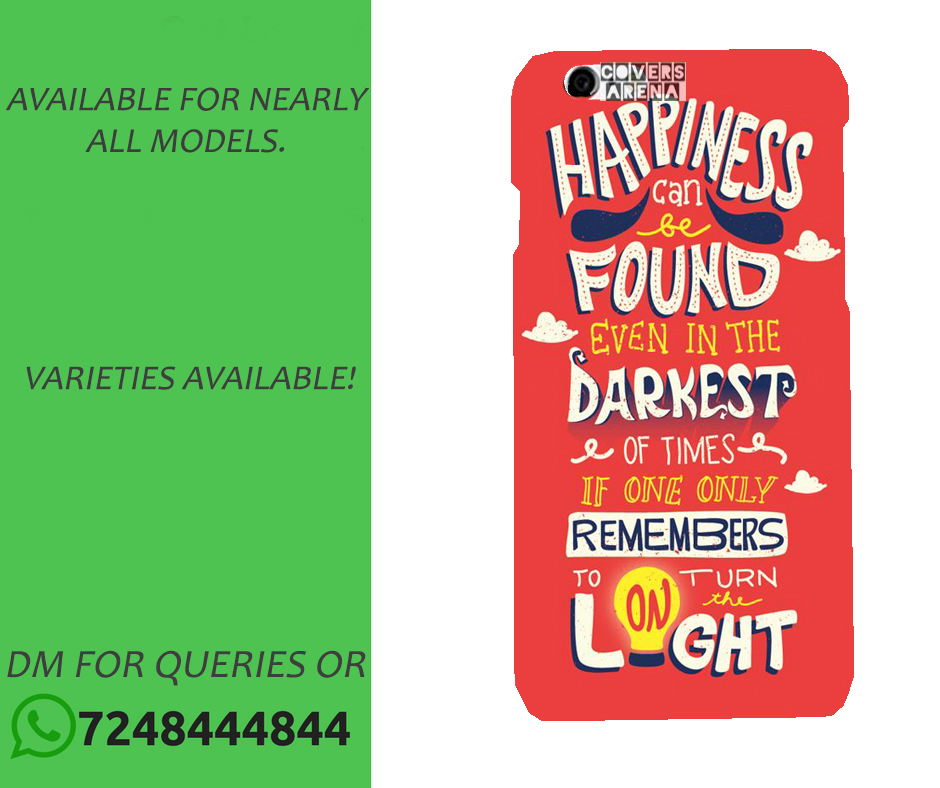 AVAILABLE FOR NEARLY
ALL MODELS.
VARIETIES AVAILABLE!
DM FOR QUERIES OR
7248444844
COVERS
ARENA
HAPPINESS
can
be
FOUND
EVEN IN THE
DARKEST
OF TIMES
IF ONE ONLY
REMEMBERS
TO TURN
ON the
LIGHT